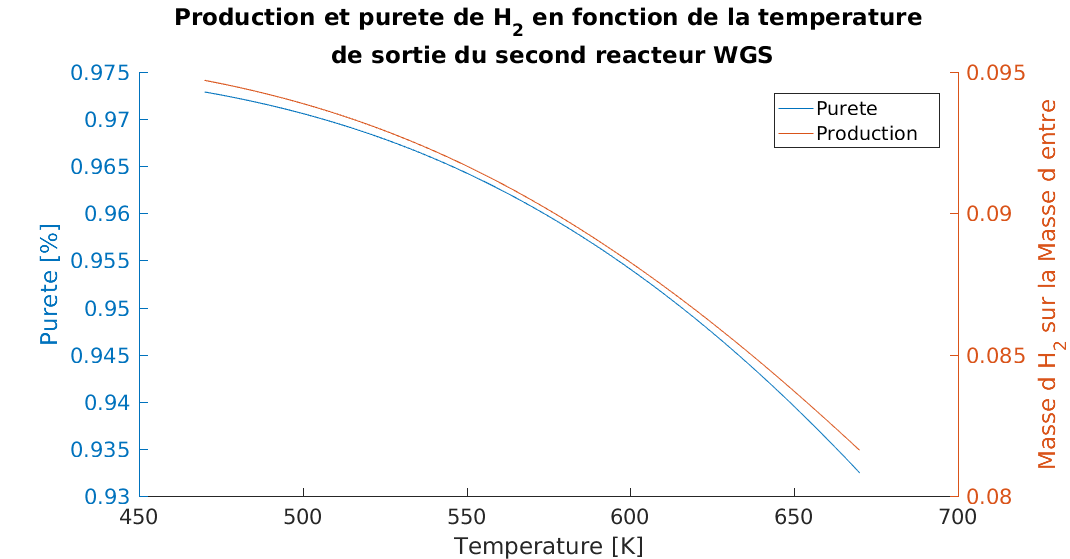 Production et purete de H2 en fonction de la temperature
de sortie du second reacteur WGS
0.975
0.97
0.965
0.96
0.955
0.95
0.945
0.94
0.935
0.93
Purete [%]
Purete
Production
0.095
0.09
0.085
0.08
Masse d H2 sur la Masse d entre
450 500 550 600 650 700
Temperature [K]